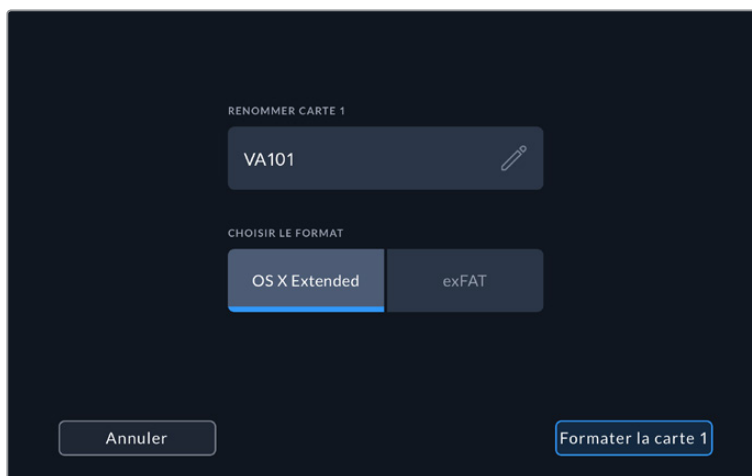 RENOMMER CARTE 1
VA101
CHOISIR LE FORMAT
OS X Extended exFAT
Annuler Formater la carte 1